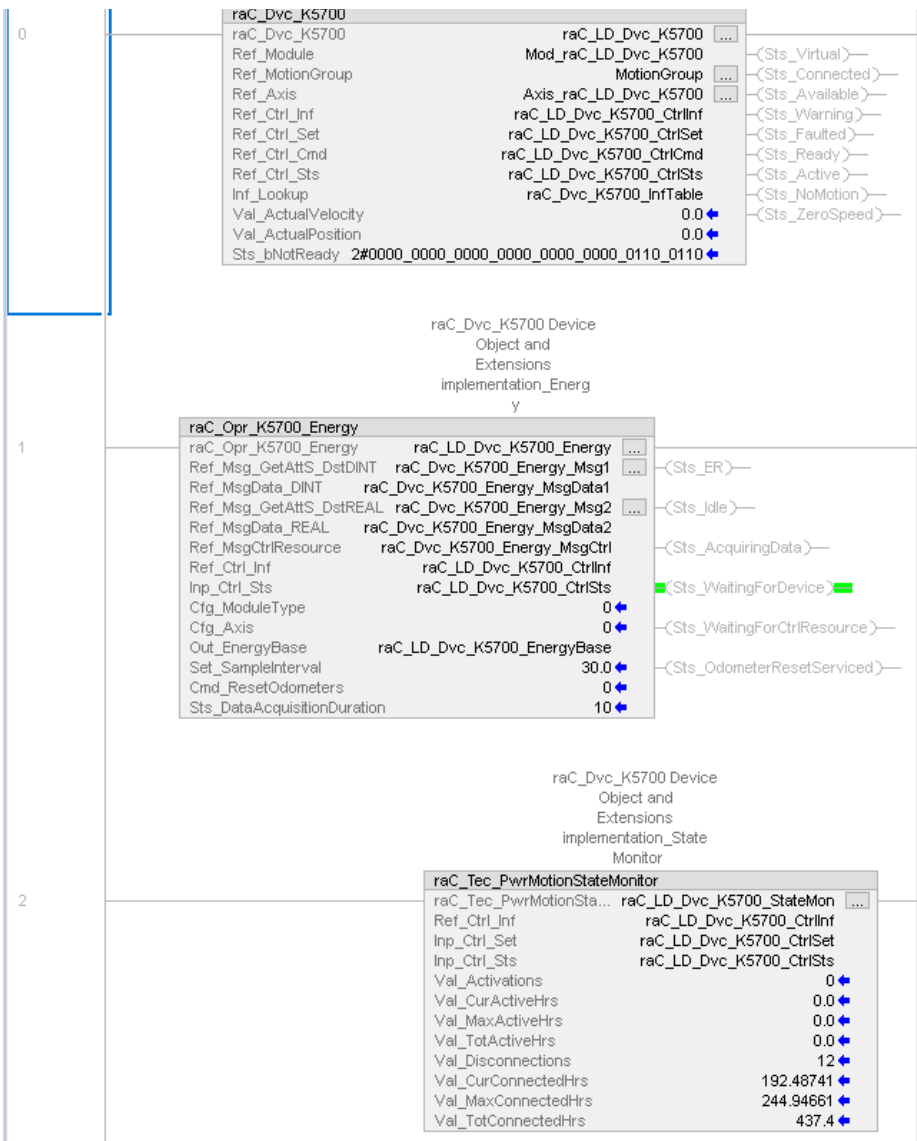 raC_Dvc_K5700
0
raC_Dvc_K5700 raC_LD_Dvc_K5700 ...
Ref_Module Mod_raC_LD_Dvc_K5700 (Sts_Virtual)
Ref_MotionGroup MotionGroup ... (Sts_Connected)
Ref_Axis Axis_raC_LD_Dvc_K5700 ... (Sts_Available)
Ref_Ctrl_Inf raC_LD_Dvc_K5700_CtrlInf (Sts_Warning)
Ref_Ctrl_Set raC_LD_Dvc_K5700_CtrlSet (Sts_Faulted)
Ref_Ctrl_Cmd raC_LD_Dvc_K5700_CtrlCmd (Sts_Ready)
Ref_Ctrl_Sts raC_LD_Dvc_K5700_CtrlSts (Sts_Active)
Inf_Lookup raC_Dvc_K5700_InfTable (Sts_NoMotion)
Val_ActualVelocity 0.0 (Sts_ZeroSpeed)
Val_ActualPosition 0.0
Sts_bNotReady 2#0000_0000_0000_0000_0000_0000_0110_0110
raC_Dvc_K5700 Device
Object and
Extensions
implementation_Energ
y
raC_Opr_K5700_Energy
1
raC_Opr_K5700_Energy raC_LD_Dvc_K5700_Energy ...
Ref_Msg_GetAttS_DstDINT raC_Dvc_K5700_Energy_Msg1 ... (Sts_ER)
Ref_MsgData_DINT raC_Dvc_K5700_Energy_MsgData1
Ref_Msg_GetAttS_DstREAL raC_Dvc_K5700_Energy_Msg2 ... (Sts_Idle)
Ref_MsgData_REAL raC_Dvc_K5700_Energy_MsgData2
Ref_MsgCtrlResource raC_Dvc_K5700_Energy_MsgCtrl (Sts_AcquiringData)
Ref_Ctrl_Inf raC_LD_Dvc_K5700_CtrlInf
Inp_Ctrl_Sts raC_LD_Dvc_K5700_CtrlSts (Sts_WaitingForDevice)
Cfg_ModuleType 0
Cfg_Axis 0 (Sts_WaitingForCtrlResource)
Out_EnergyBase raC_LD_Dvc_K5700_EnergyBase
Set_SampleInterval 30.0 (Sts_OdometerResetServiced)
Cmd_ResetOdometers 0
Sts_DataAcquisitionDuration 10
raC_Dvc_K5700 Device
Object and
Extensions
implementation_State
Monitor
raC_Tec_PwrMotionStateMonitor
2
raC_Tec_PwrMotionSta... raC_LD_Dvc_K5700_StateMon ...
Ref_Ctrl_Inf raC_LD_Dvc_K5700_CtrlInf
Inp_Ctrl_Set raC_LD_Dvc_K5700_CtrlSet
Inp_Ctrl_Sts raC_LD_Dvc_K5700_CtrlSts
Val_Activations 0
Val_CurActiveHrs 0.0
Val_MaxActiveHrs 0.0
Val_TotActiveHrs 0.0
Val_Disconnections 12
Val_CurConnectedHrs 192.48741
Val_MaxConnectedHrs 244.94661
Val_TotConnectedHrs 437.4